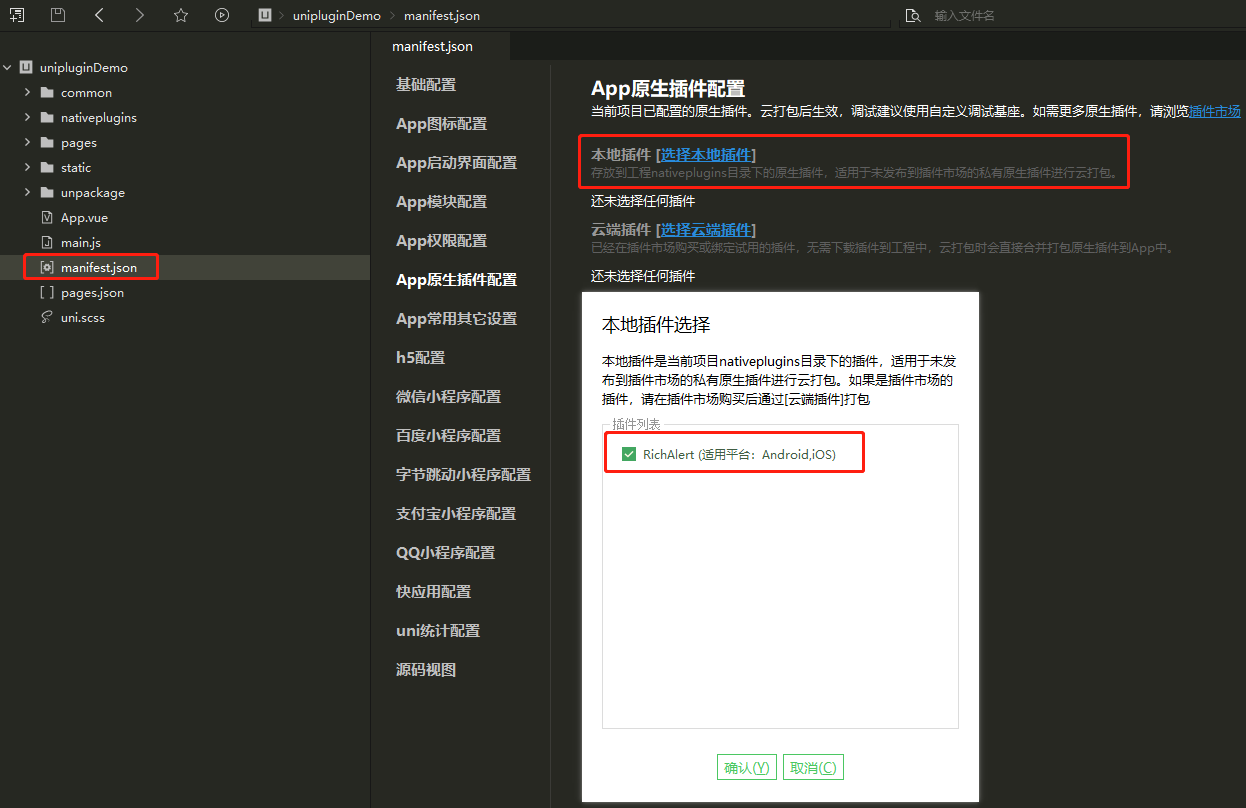 unipluginDemo
manifest.json
输入文件名
unipluginDemo
common
nativeplugins
pages
static
unpackage
App.vue
main.js
manifest.json
pages.json
uni.scss
manifest.json
基础配置
App图标配置
App启动界面配置
App模块配置
App权限配置
App原生插件配置
App常用其它设置
h5配置
微信小程序配置
百度小程序配置
字节跳动小程序配置
支付宝小程序配置
QQ小程序配置
快应用配置
uni统计配置
源码视图
App原生插件配置
当前项目已配置的原生插件。云打包后生效，调试建议使用自定义调试基座。如需更多原生插件，请浏览插件市场
本地插件 [选择本地插件]
存放到工程nativeplugins目录下的原生插件，适用于未发布到插件市场的私有原生插件进行云打包。
还未选择任何插件
云端插件 [选择云端插件]
已经在插件市场购买或绑定试用的插件，无需下载插件到工程中，云打包时会直接合并打包原生插件到App中。
还未选择任何插件
本地插件选择
本地插件是当前项目nativeplugins目录下的插件，适用于未发
布到插件市场的私有原生插件进行云打包。如果是插件市场的
插件，请在插件市场购买后通过[云端插件]打包
插件列表
RichAlert (适用平台：Android,iOS)
确认(Y)
取消(C)